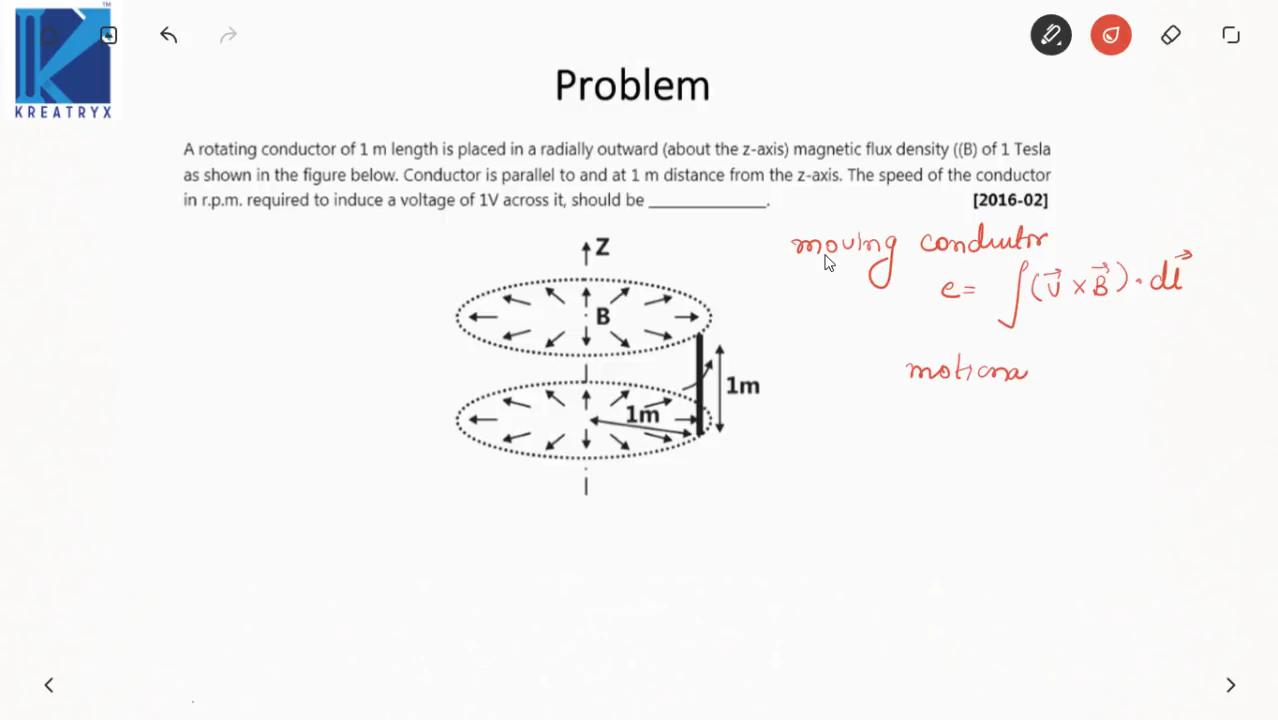 TM
KREATRYX
Problem
A rotating conductor of 1 m length is placed in a radially outward (about the z-axis) magnetic flux density ((B) of 1 Tesla
as shown in the figure below. Conductor is parallel to and at 1 m distance from the z-axis. The speed of the conductor
in r.p.m. required to induce a voltage of 1V across it, should be ______________.
[2016-02]
moving conductor
e = ∫(v⃗ × B⃗) · dl⃗
motiona
Z
B
1m
1m